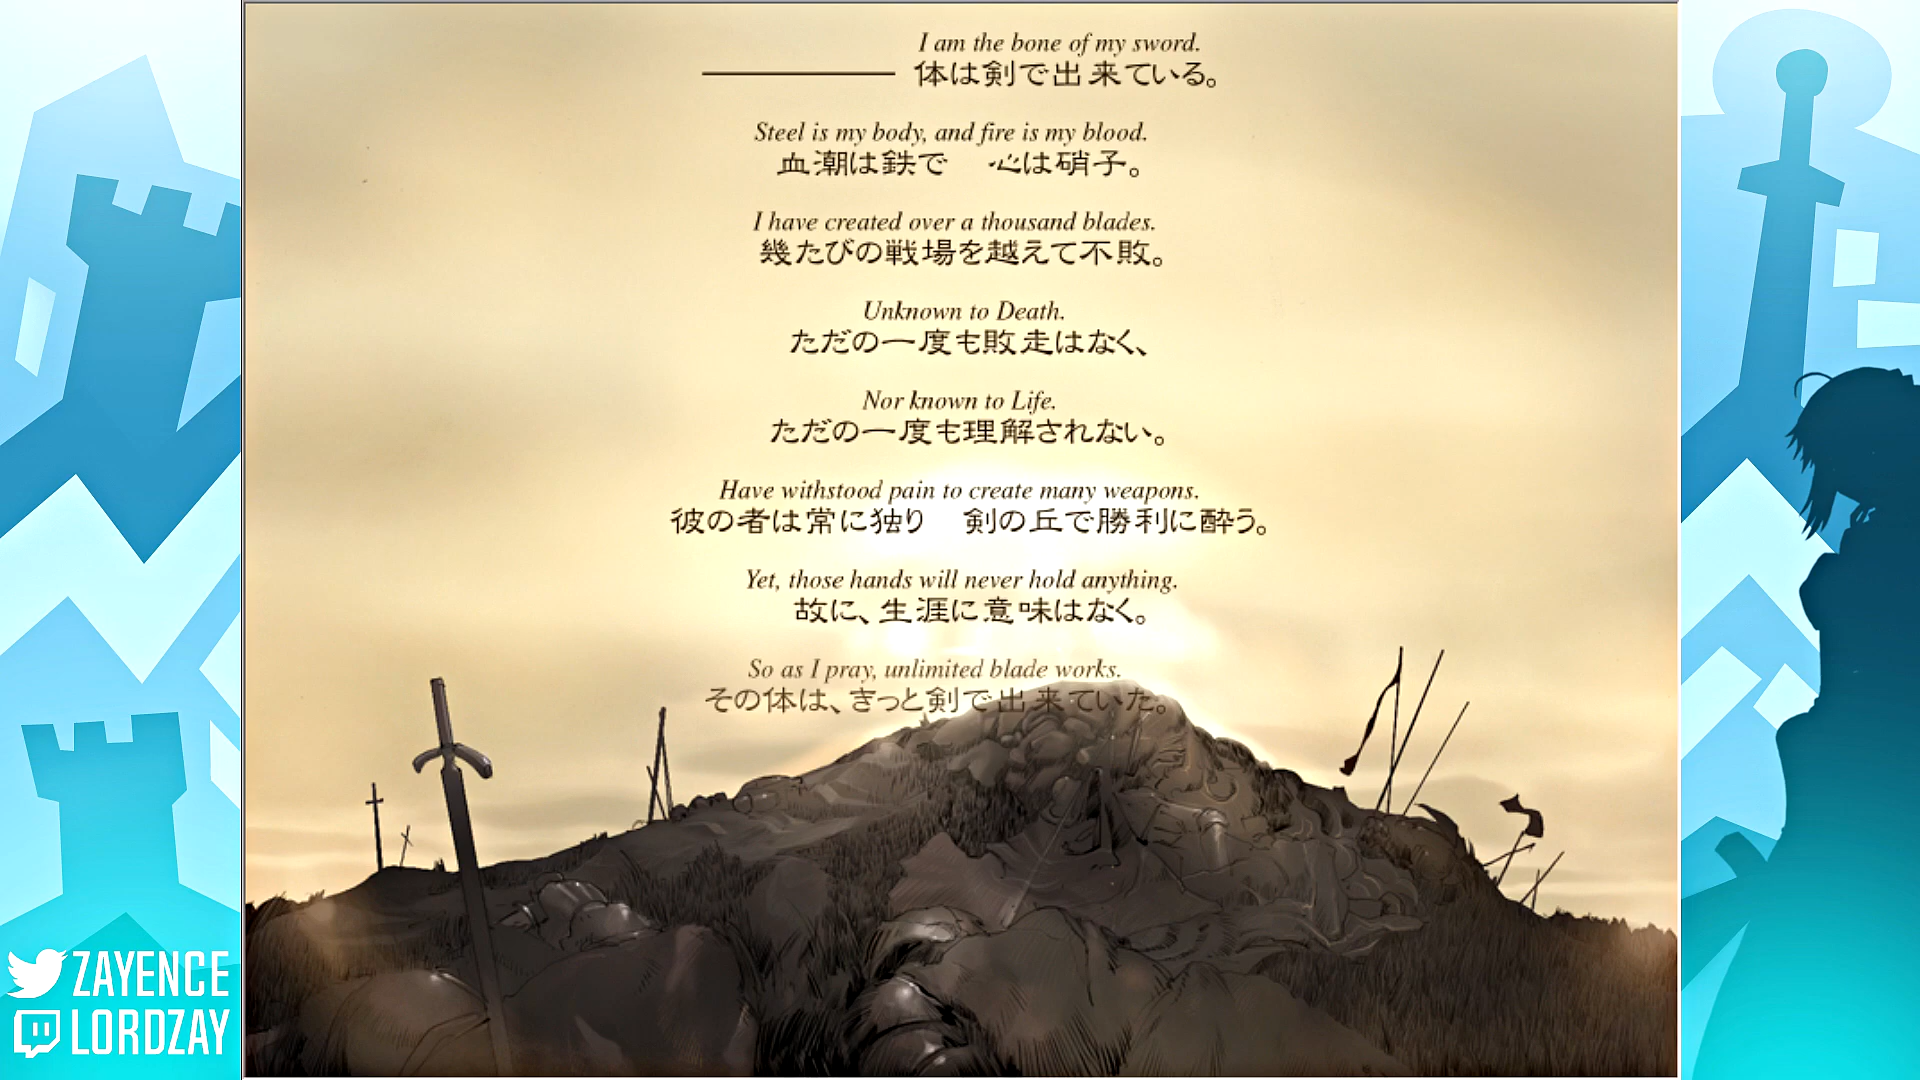 I am the bone of my sword.
―――――― 体は剣で出来ている。
Steel is my body, and fire is my blood.
血潮は鉄で　心は硝子。
I have created over a thousand blades.
幾たびの戦場を越えて不敗。
Unknown to Death.
ただの一度も敗走はなく、
Nor known to Life.
ただの一度も理解されない。
Have withstood pain to create many weapons.
彼の者は常に独り　剣の丘で勝利に酔う。
Yet, those hands will never hold anything.
故に、生涯に意味はなく。
So as I pray, unlimited blade works.
その体は、きっと剣で出来ていた。
ZAYENCE
LORDZAY